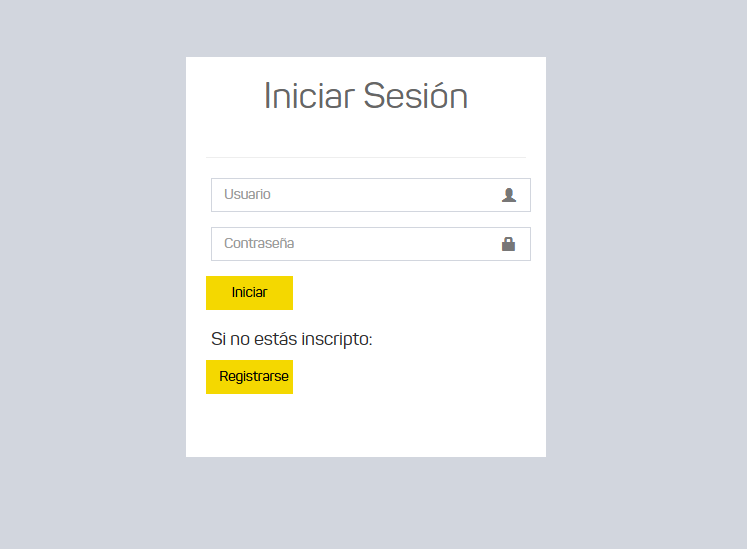 Iniciar Sesión
Usuario
Contraseña
Iniciar
Si no estás inscripto:
Registrarse